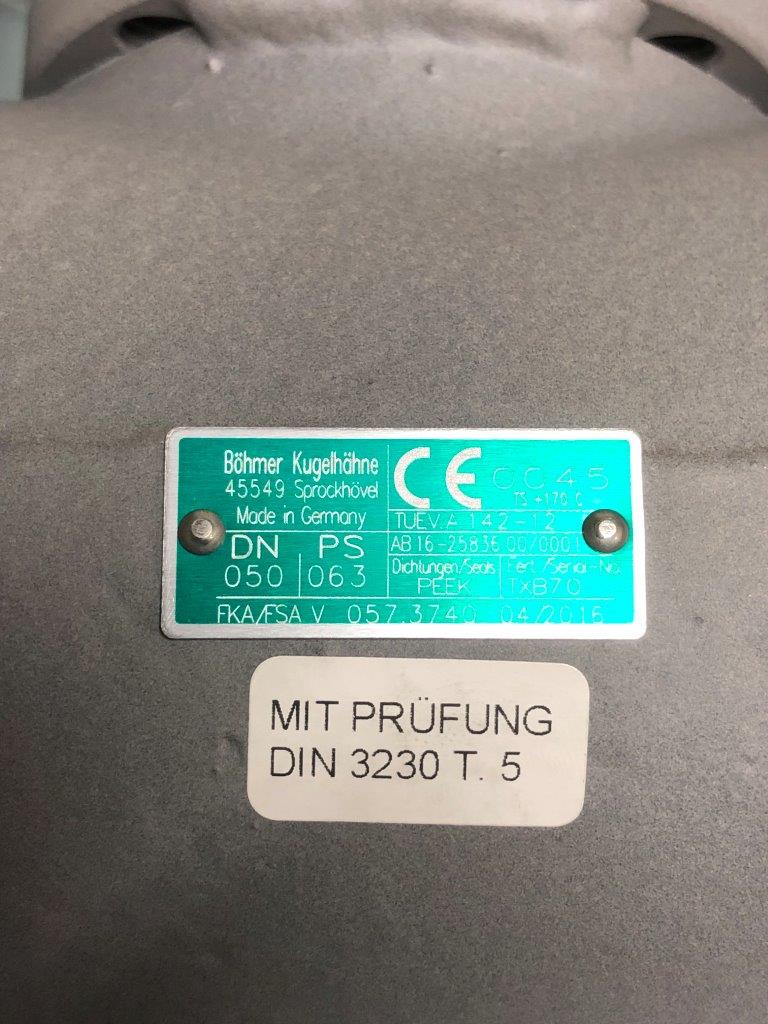 Böhmer Kugelhähne
45549 Sprockhövel
Made in Germany
CE 0045
TS +170 C
TUEV.A 142-12
DN PS
050 063
AB16-25836 00/0001
Dichtungen/Seals
PEEK
Fert./Serial-No.
TxB70
FKA/FSA V 057.3740 04/2016
MIT PRÜFUNG
DIN 3230 T. 5